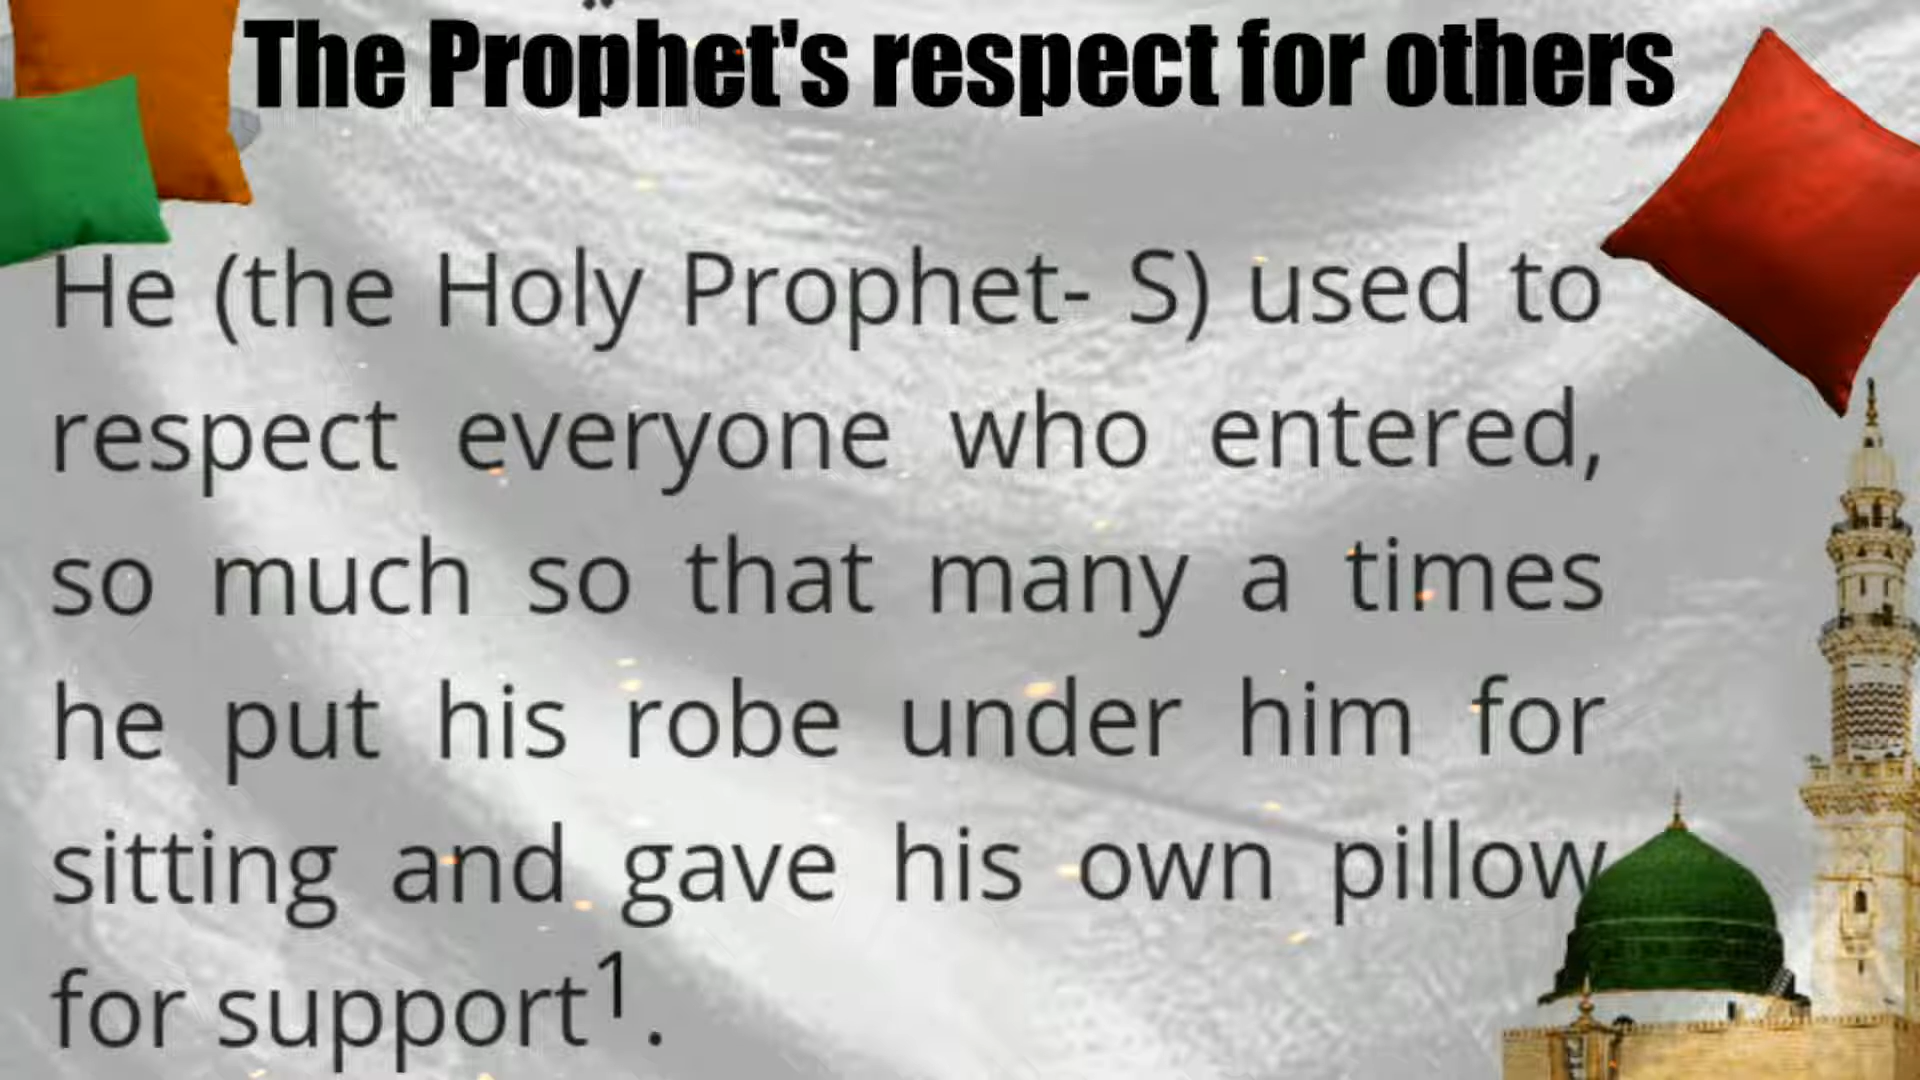 The Prophet's respect for others
He (the Holy Prophet- S) used to
respect everyone who entered,
so much so that many a times
he put his robe under him for
sitting and gave his own pillow
for support¹.